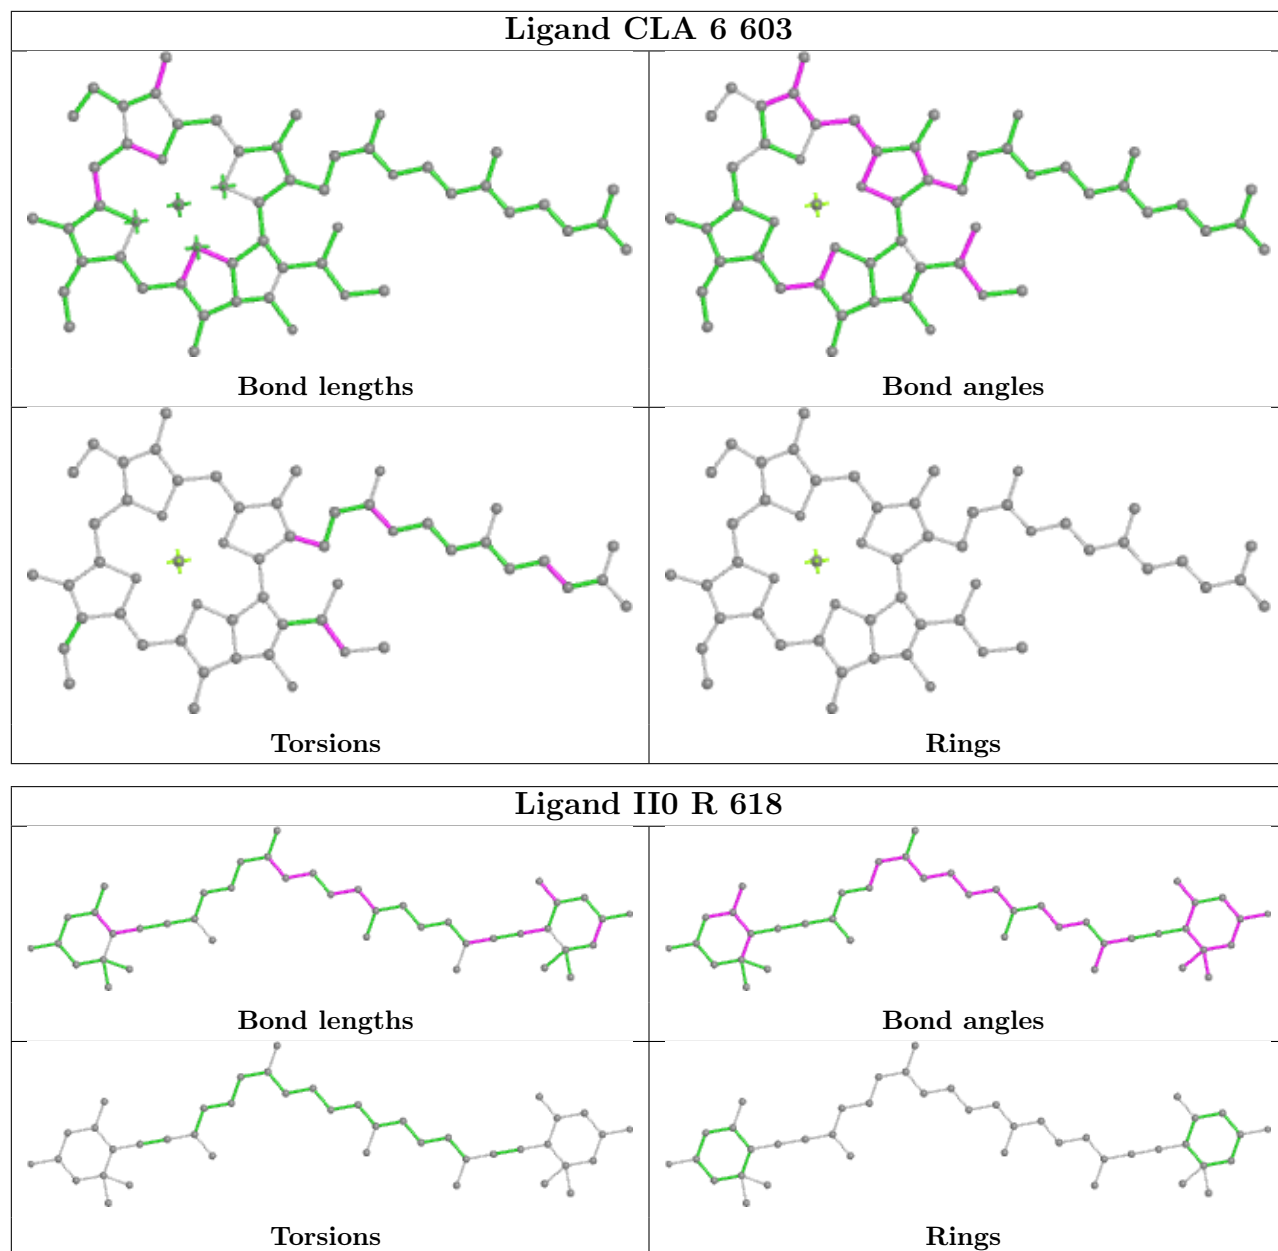 Ligand CLA 6 603
Bond lengths
Bond angles
Torsions
Rings
Ligand II0 R 618
Bond lengths
Bond angles
Torsions
Rings